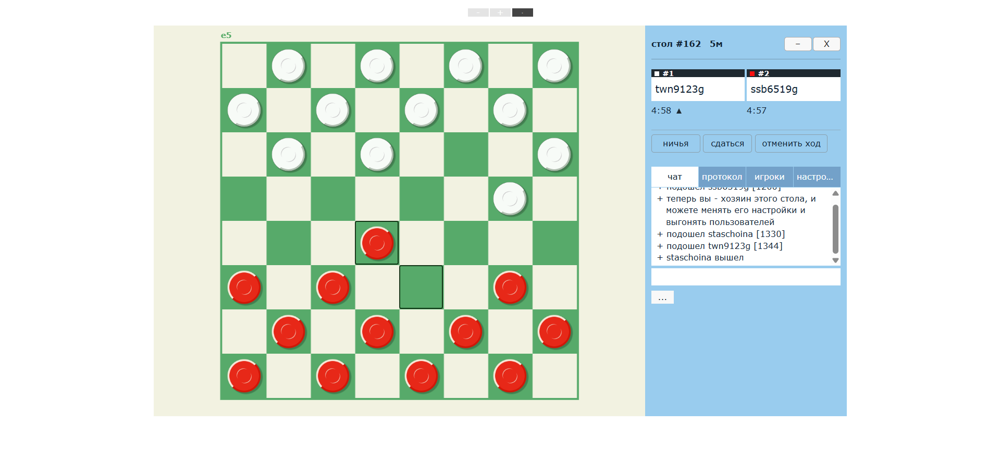 - + ·
e5
стол #162 5м
– X
#1 #2
twn9123g ssb6519g
4:58 ▲ 4:57
ничья сдаться отменить ход
чат протокол игроки настро...
+ подошел ssb6519g [1200]
+ теперь вы - хозяин этого стола, и
можете менять его настройки и
выгонять пользователей
+ подошел staschoina [1330]
+ подошел twn9123g [1344]
+ staschoina вышел
...